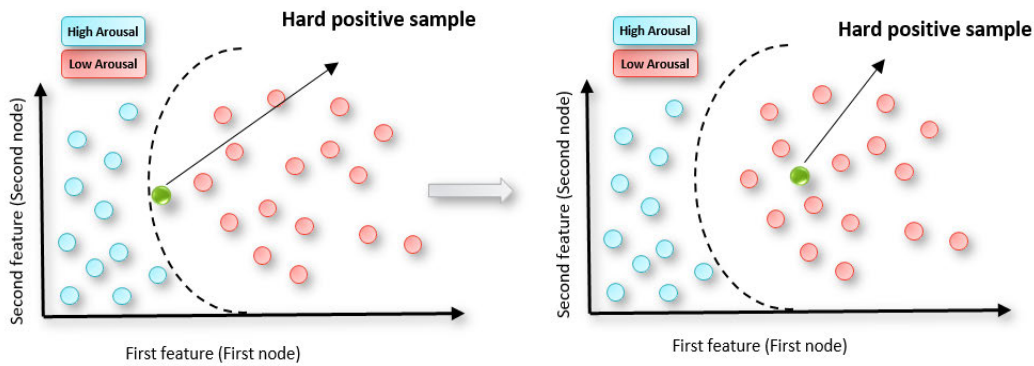 Hard positive sample
High Arousal
Low Arousal
Second feature (Second node)
First feature (First node)
Hard positive sample
High Arousal
Low Arousal
Second feature (Second node)
First feature (First node)